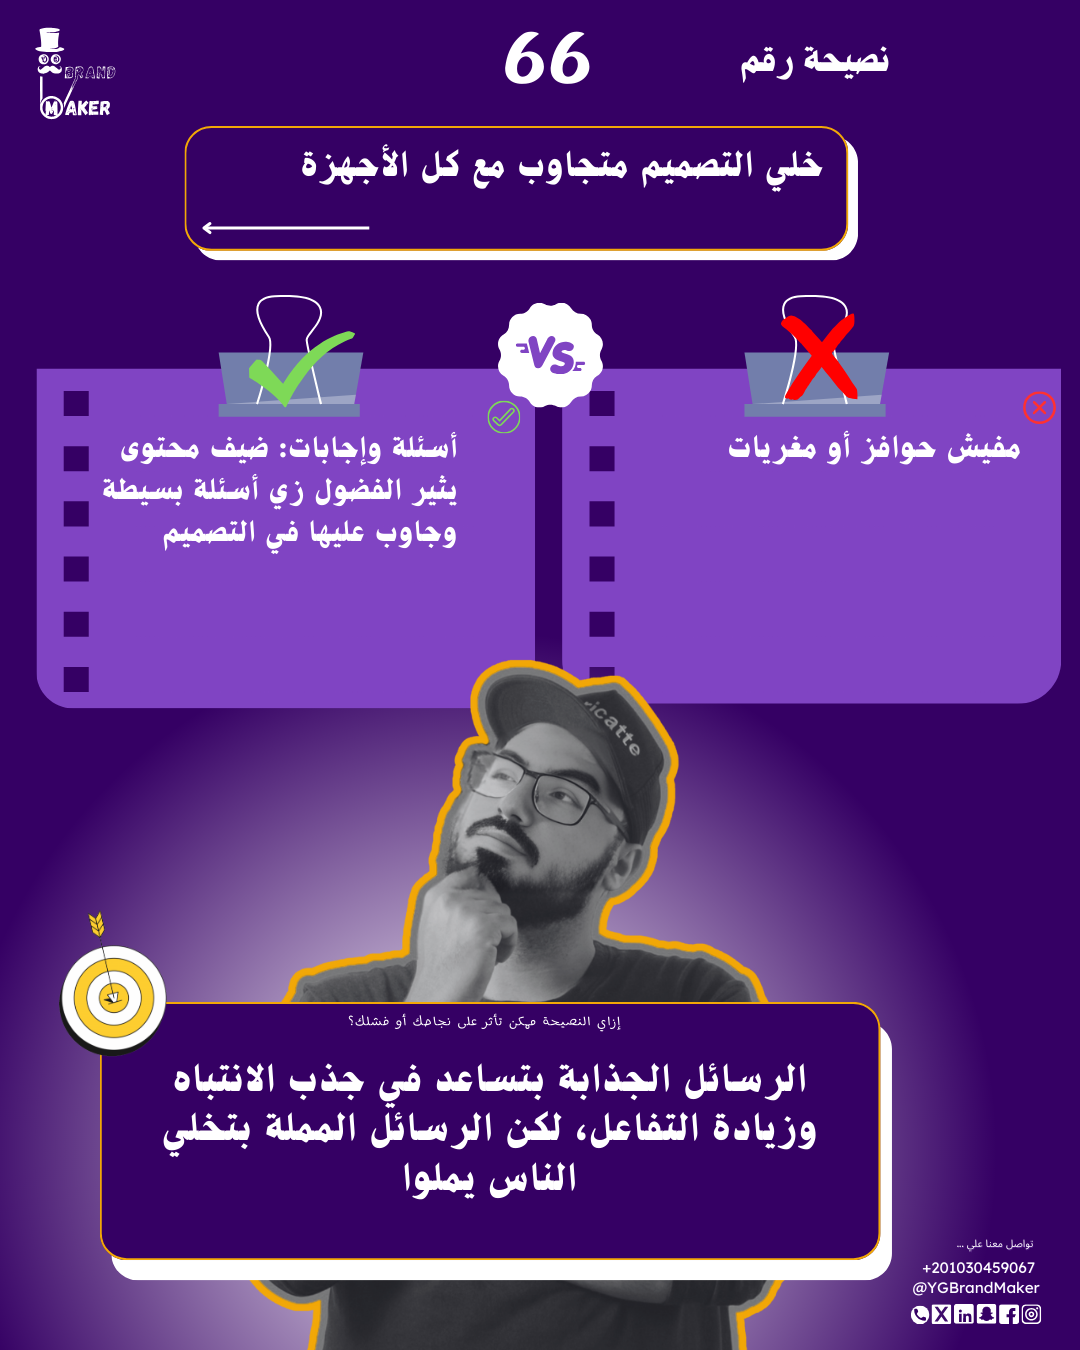 BRAND
MAKER
نصيحة رقم 66
خلي التصميم متجاوب مع كل الأجهزة
VS
مفيش حوافز أو مغريات
أسئلة وإجابات: ضيف محتوى
يثير الفضول زي أسئلة بسيطة
وجاوب عليها في التصميم
icatte
إزاي النصيحة ممكن تأثر على نجاحك أو فشلك؟
الرسائل الجذابة بتساعد في جذب الانتباه
وزيادة التفاعل، لكن الرسائل المملة بتخلي
الناس يملوا
تواصل معنا علي ...
+201030459067
@YGBrandMaker